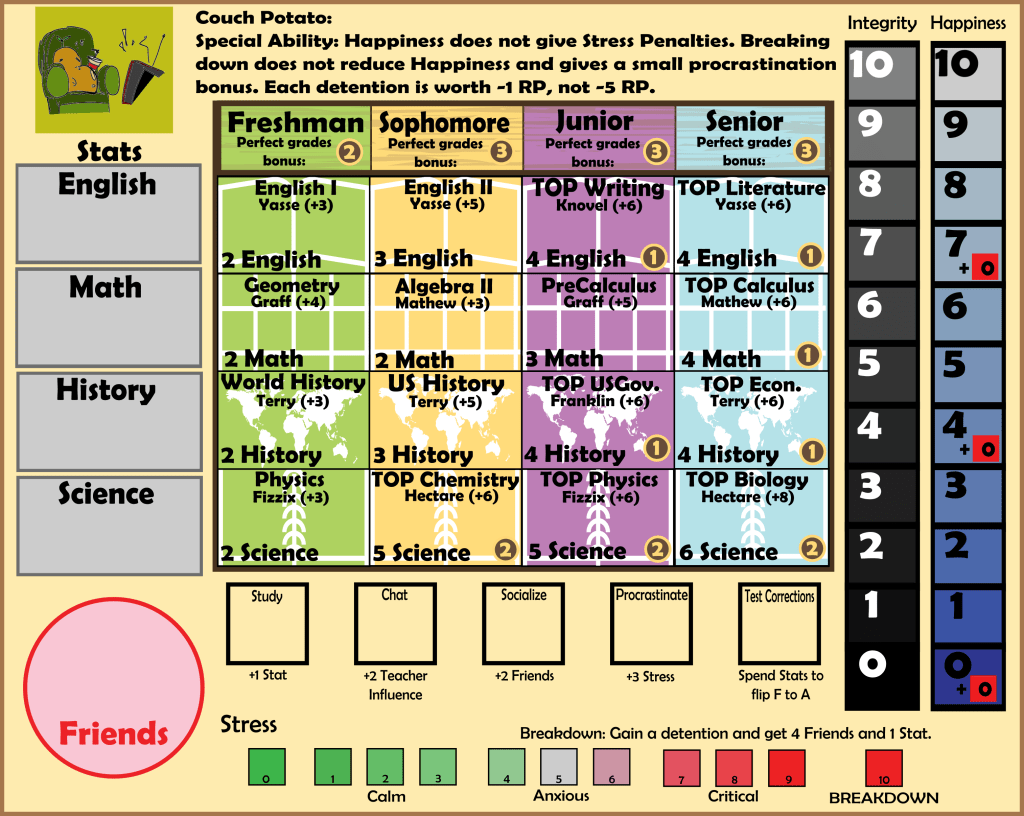 Couch Potato:
Special Ability: Happiness does not give Stress Penalties. Breaking
down does not reduce Happiness and gives a small procrastination
bonus. Each detention is worth -1 RP, not -5 RP.
Integrity Happiness
Stats
English
Math
History
Science
Friends
Freshman Sophomore Junior Senior
Perfect grades Perfect grades Perfect grades Perfect grades
bonus: 2 bonus: 3 bonus: 3 bonus: 3
English I English II TOP Writing TOP Literature
Yasse (+3) Yasse (+5) Knovel (+6) Yasse (+6)
2 English 3 English 4 English 1 4 English 1
Geometry Algebra II PreCalculus TOP Calculus
Graff (+4) Mathew (+3) Graff (+5) Mathew (+6)
2 Math 2 Math 3 Math 4 Math 1
World History US History TOP USGov. TOP Econ.
Terry (+3) Terry (+5) Franklin (+6) Terry (+6)
2 History 3 History 4 History 1 4 History 1
Physics TOP Chemistry TOP Physics TOP Biology
Fizzix (+3) Hectare (+6) Fizzix (+6) Hectare (+8)
2 Science 5 Science 2 5 Science 2 6 Science 2
10 10
9 9
8 8
7 7
+ 0
6 6
5 5
4 4
+ 0
3 3
2 2
1 1
0 0
+ 0
Study Chat Socialize Procrastinate Test Corrections
+1 Stat +2 Teacher +2 Friends +3 Stress Spend Stats to
Influence flip F to A
Stress
Breakdown: Gain a detention and get 4 Friends and 1 Stat.
0 1 2 3 4 5 6 7 8 9 10
Calm Anxious Critical BREAKDOWN